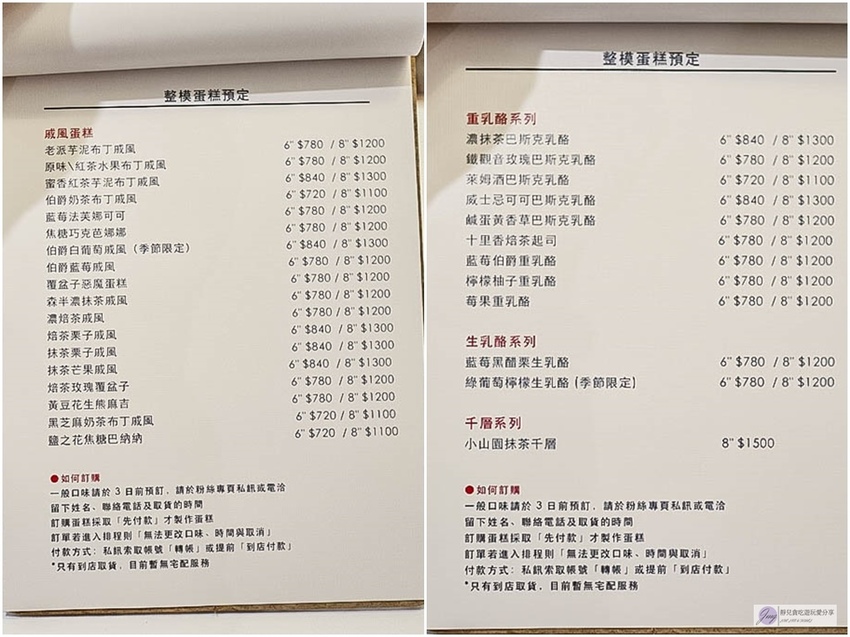 整模蛋糕預定
戚風蛋糕
老派芋泥布丁戚風 6" $780 / 8" $1200
原味\紅茶水果布丁戚風 6" $780 / 8" $1200
蜜香紅茶芋泥布丁戚風 6" $840 / 8" $1300
伯爵奶茶布丁戚風 6" $720 / 8" $1100
藍莓法芙娜可可 6" $780 / 8" $1200
焦糖巧克芭娜娜 6" $780 / 8" $1200
伯爵白葡萄戚風 (季節限定) 6" $840 / 8" $1300
伯爵藍莓戚風 6" $780 / 8" $1200
覆盆子惡魔蛋糕 6" $780 / 8" $1200
森半濃抹茶戚風 6" $780 / 8" $1200
濃焙茶戚風 6" $780 / 8" $1200
焙茶栗子戚風 6" $840 / 8" $1300
抹茶栗子戚風 6" $840 / 8" $1300
抹茶芒果戚風 6" $840 / 8" $1300
焙茶玫瑰覆盆子 6" $780 / 8" $1200
黃豆花生熊麻吉 6" $780 / 8" $1200
黑芝麻奶茶布丁戚風 6" $720 / 8" $1100
鹽之花焦糖巴納納 6" $720 / 8" $1100
●如何訂購
一般口味請於 3 日前預訂, 請於粉絲專頁私訊或電洽
留下姓名、聯絡電話及取貨的時間
訂購蛋糕採取「先付款」才製作蛋糕
訂單若進入排程則「無法更改口味、時間與取消」
付款方式: 私訊索取帳號「轉帳」或提前「到店付款」
*只有到店取貨, 目前暫無宅配服務
整模蛋糕預定
重乳酪系列
濃抹茶巴斯克乳酪 6" $840 / 8" $1300
鐵觀音玫瑰巴斯克乳酪 6" $780 / 8" $1200
萊姆酒巴斯克乳酪 6" $720 / 8" $1100
威士忌可可巴斯克乳酪 6" $840 / 8" $1300
鹹蛋黃香草巴斯克乳酪 6" $780 / 8" $1200
十里香焙茶起司 6" $780 / 8" $1200
藍莓伯爵重乳酪 6" $780 / 8" $1200
檸檬柚子重乳酪 6" $780 / 8" $1200
莓果重乳酪 6" $780 / 8" $1200
生乳酪系列
藍莓黑醋栗生乳酪 6" $780 / 8" $1200
綠葡萄檸檬生乳酪 (季節限定) 6" $780 / 8" $1200
千層系列
小山園抹茶千層 8" $1500
●如何訂購
一般口味請於 3 日前預訂, 請於粉絲專頁私訊或電洽
留下姓名、聯絡電話及取貨的時間
訂購蛋糕採取「先付款」才製作蛋糕
訂單若進入排程則「無法更改口味、時間與取消」
付款方式: 私訊索取帳號「轉帳」或提前「到店付款」
*只有到店取貨, 目前暫無宅配服務
靜兒貪吃遊玩愛分享